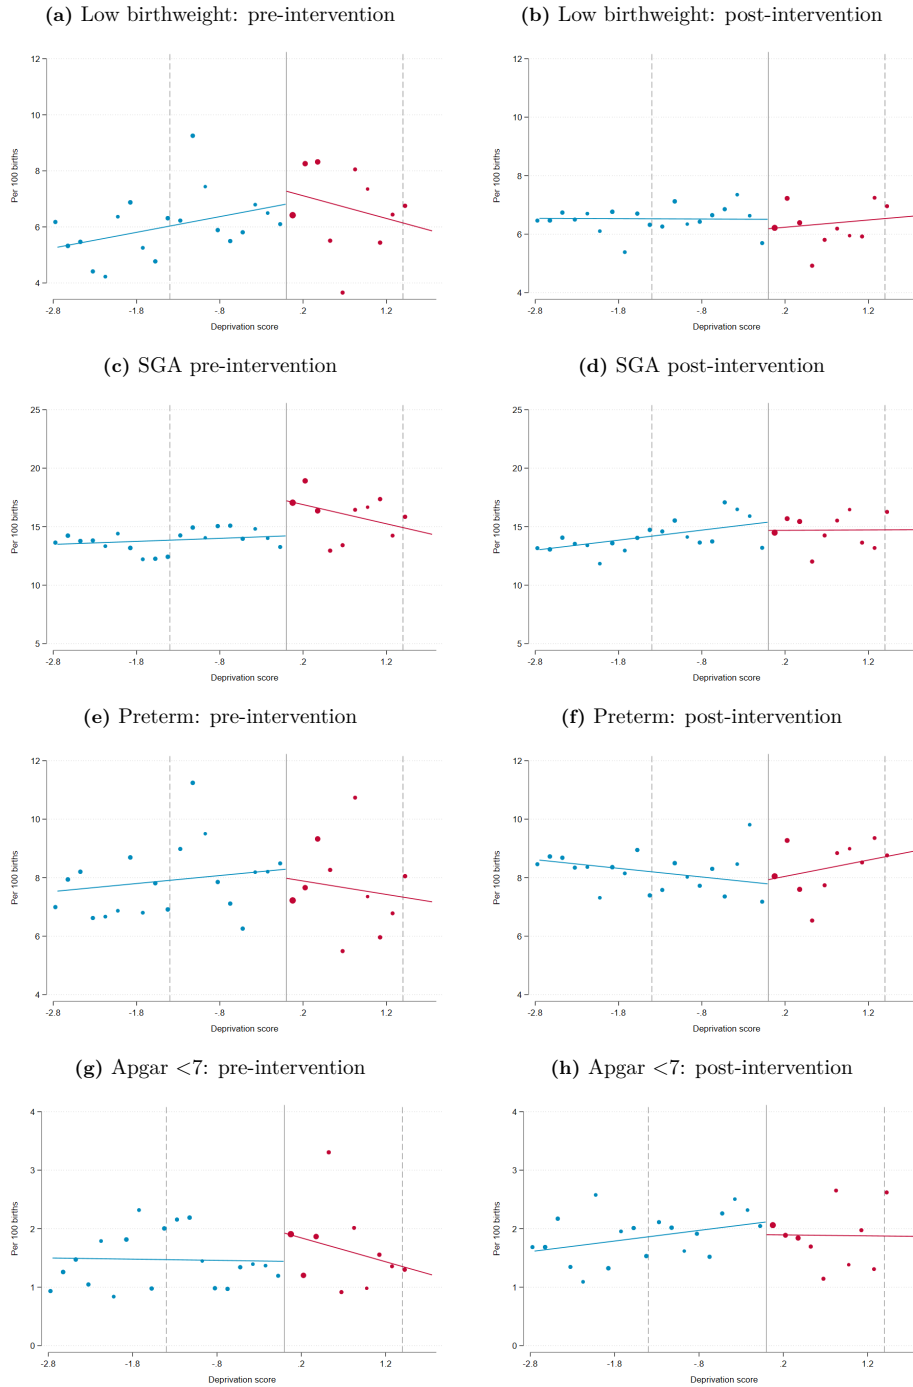 (a) Low birthweight: pre-intervention
(b) Low birthweight: post-intervention
12
10
8
6
4
Per 100 births
-2.8 -1.8 -.8 .2 1.2
Deprivation score
12
10
8
6
4
Per 100 births
-2.8 -1.8 -.8 .2 1.2
Deprivation score
(c) SGA pre-intervention
(d) SGA post-intervention
25
20
15
10
5
Per 100 births
-2.8 -1.8 -.8 .2 1.2
Deprivation score
25
20
15
10
5
Per 100 births
-2.8 -1.8 -.8 .2 1.2
Deprivation score
(e) Preterm: pre-intervention
(f) Preterm: post-intervention
12
10
8
6
4
Per 100 births
-2.8 -1.8 -.8 .2 1.2
Deprivation score
12
10
8
6
4
Per 100 births
-2.8 -1.8 -.8 .2 1.2
Deprivation score
(g) Apgar <7: pre-intervention
(h) Apgar <7: post-intervention
4
3
2
1
0
Per 100 births
-2.8 -1.8 -.8 .2 1.2
Deprivation score
4
3
2
1
0
Per 100 births
-2.8 -1.8 -.8 .2 1.2
Deprivation score